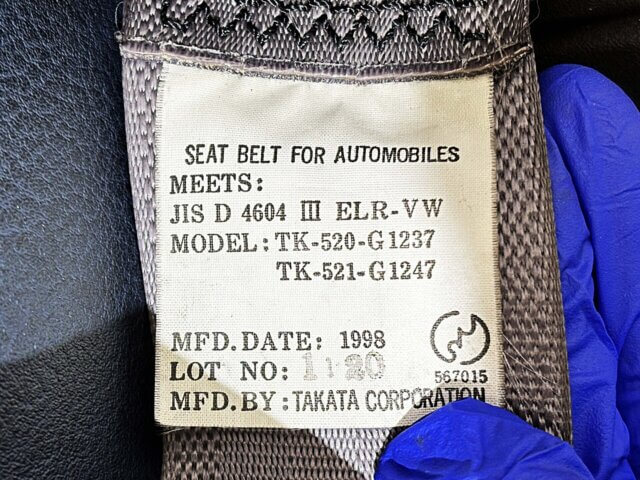 SEAT BELT FOR AUTOMOBILES
MEETS:
JIS D 4604 III ELR-VW
MODEL: TK-520-G1237
TK-521-G1247
MFD.DATE: 1998
LOT NO: 1120
567015
MFD.BY: TAKATA CORPORATION